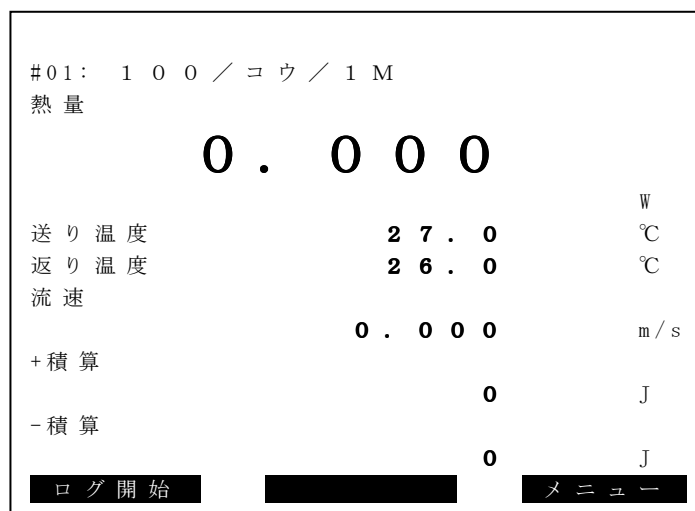 #01: 100/コウ/1M
熱量
0.000
W
送り温度 27.0 ℃
返り温度 26.0 ℃
流速
0.000 m/s
+積算
0 J
-積算
0 J
ログ開始 メニュー